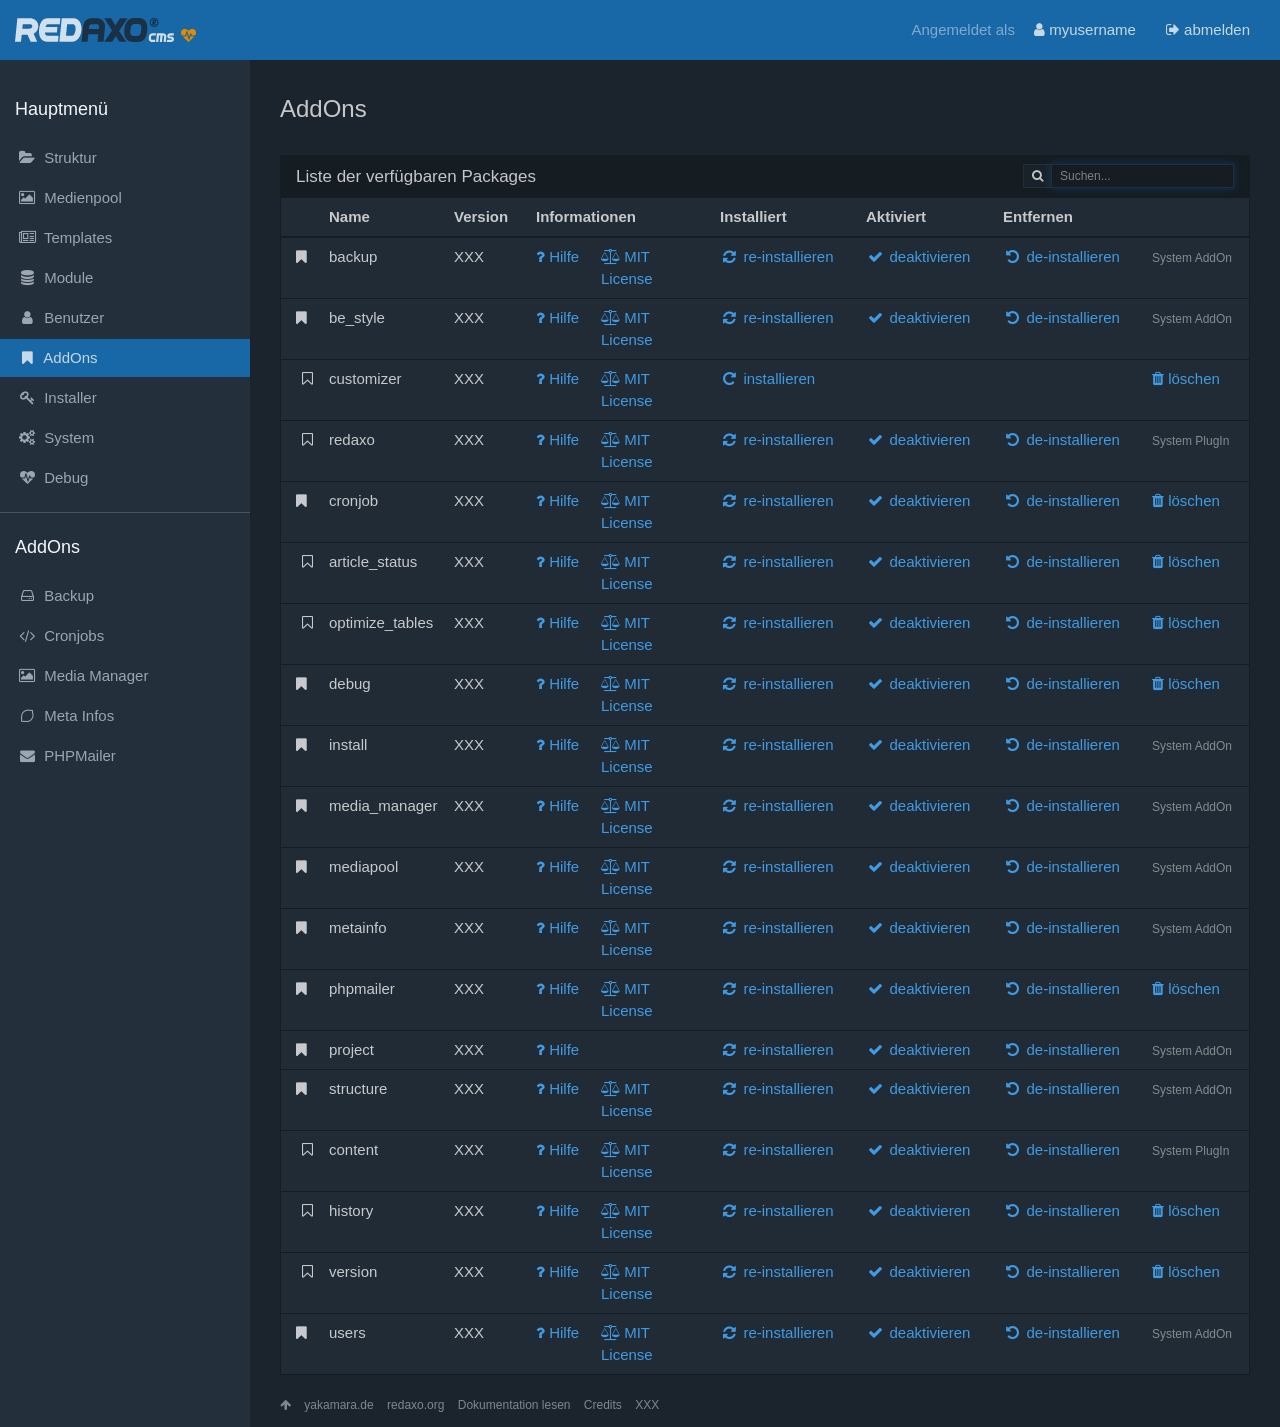 REDAXO® cms
Angemeldet als myusername abmelden
Hauptmenü
Struktur
Medienpool
Templates
Module
Benutzer
AddOns
Installer
System
Debug
AddOns
Backup
Cronjobs
Media Manager
Meta Infos
PHPMailer
AddOns
Liste der verfügbaren Packages Suchen...
Name Version Informationen Installiert Aktiviert Entfernen
backup XXX ? Hilfe MIT re-installieren deaktivieren de-installieren System AddOn
License
be_style XXX ? Hilfe MIT re-installieren deaktivieren de-installieren System AddOn
License
customizer XXX ? Hilfe MIT installieren löschen
License
redaxo XXX ? Hilfe MIT re-installieren deaktivieren de-installieren System PlugIn
License
cronjob XXX ? Hilfe MIT re-installieren deaktivieren de-installieren löschen
License
article_status XXX ? Hilfe MIT re-installieren deaktivieren de-installieren löschen
License
optimize_tables XXX ? Hilfe MIT re-installieren deaktivieren de-installieren löschen
License
debug XXX ? Hilfe MIT re-installieren deaktivieren de-installieren löschen
License
install XXX ? Hilfe MIT re-installieren deaktivieren de-installieren System AddOn
License
media_manager XXX ? Hilfe MIT re-installieren deaktivieren de-installieren System AddOn
License
mediapool XXX ? Hilfe MIT re-installieren deaktivieren de-installieren System AddOn
License
metainfo XXX ? Hilfe MIT re-installieren deaktivieren de-installieren System AddOn
License
phpmailer XXX ? Hilfe MIT re-installieren deaktivieren de-installieren löschen
License
project XXX ? Hilfe re-installieren deaktivieren de-installieren System AddOn
structure XXX ? Hilfe MIT re-installieren deaktivieren de-installieren System AddOn
License
content XXX ? Hilfe MIT re-installieren deaktivieren de-installieren System PlugIn
License
history XXX ? Hilfe MIT re-installieren deaktivieren de-installieren löschen
License
version XXX ? Hilfe MIT re-installieren deaktivieren de-installieren löschen
License
users XXX ? Hilfe MIT re-installieren deaktivieren de-installieren System AddOn
License
yakamara.de redaxo.org Dokumentation lesen Credits XXX